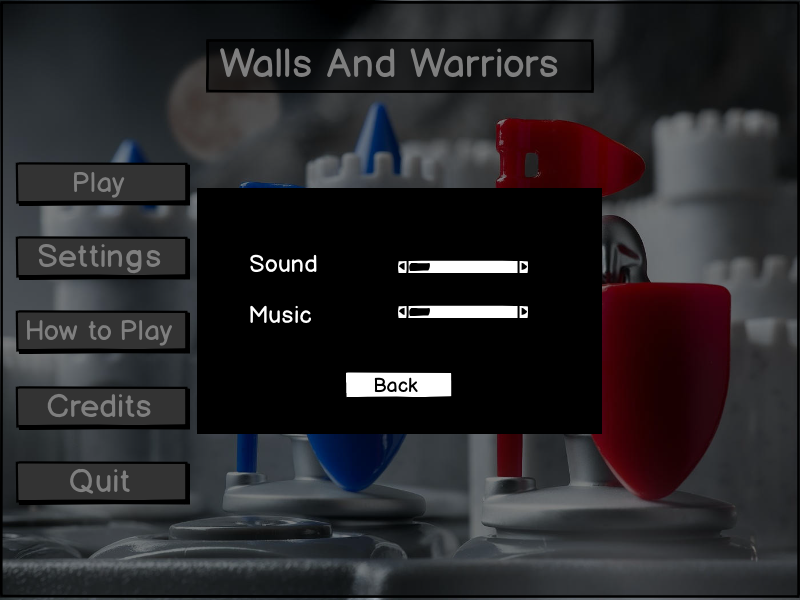 Walls And Warriors
Play
Settings
How to Play
Credits
Quit
Sound
Music
Back